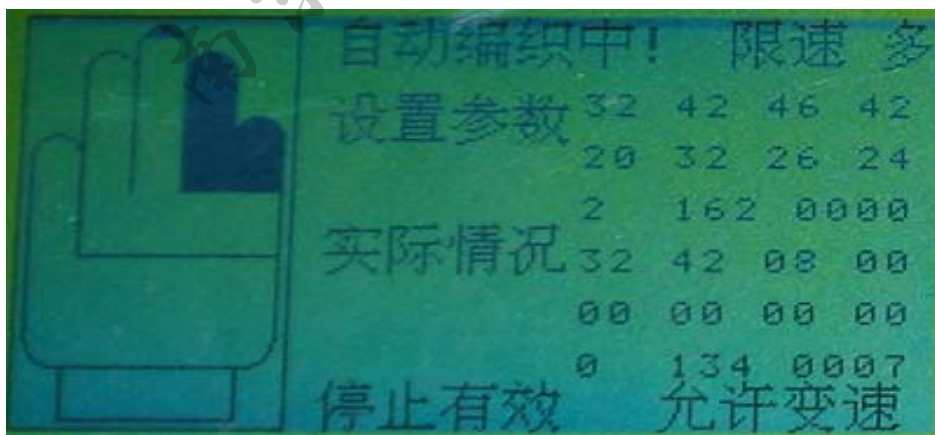 自动编织中! 限速 多
设置参数 32 42 46 42
20 32 26 24
2 162 0000
实际情况 32 42 08 00
00 00 00 00
0 134 0007
停止有效 允许变速